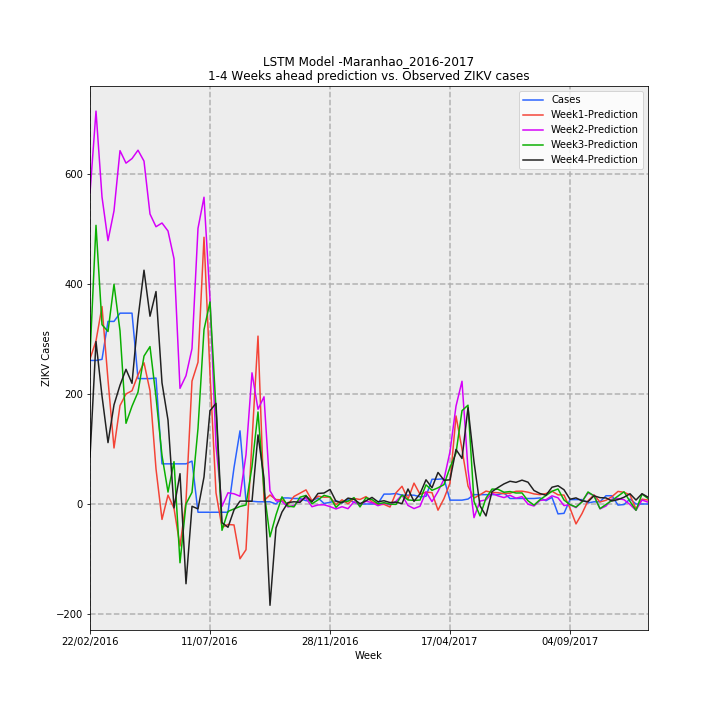 LSTM Model -Maranhao_2016-2017
1-4 Weeks ahead prediction vs. Observed ZIKV cases
Cases
Week1-Prediction
Week2-Prediction
Week3-Prediction
Week4-Prediction
600
400
200
0
−200
ZIKV Cases
22/02/2016 11/07/2016 28/11/2016 17/04/2017 04/09/2017
Week